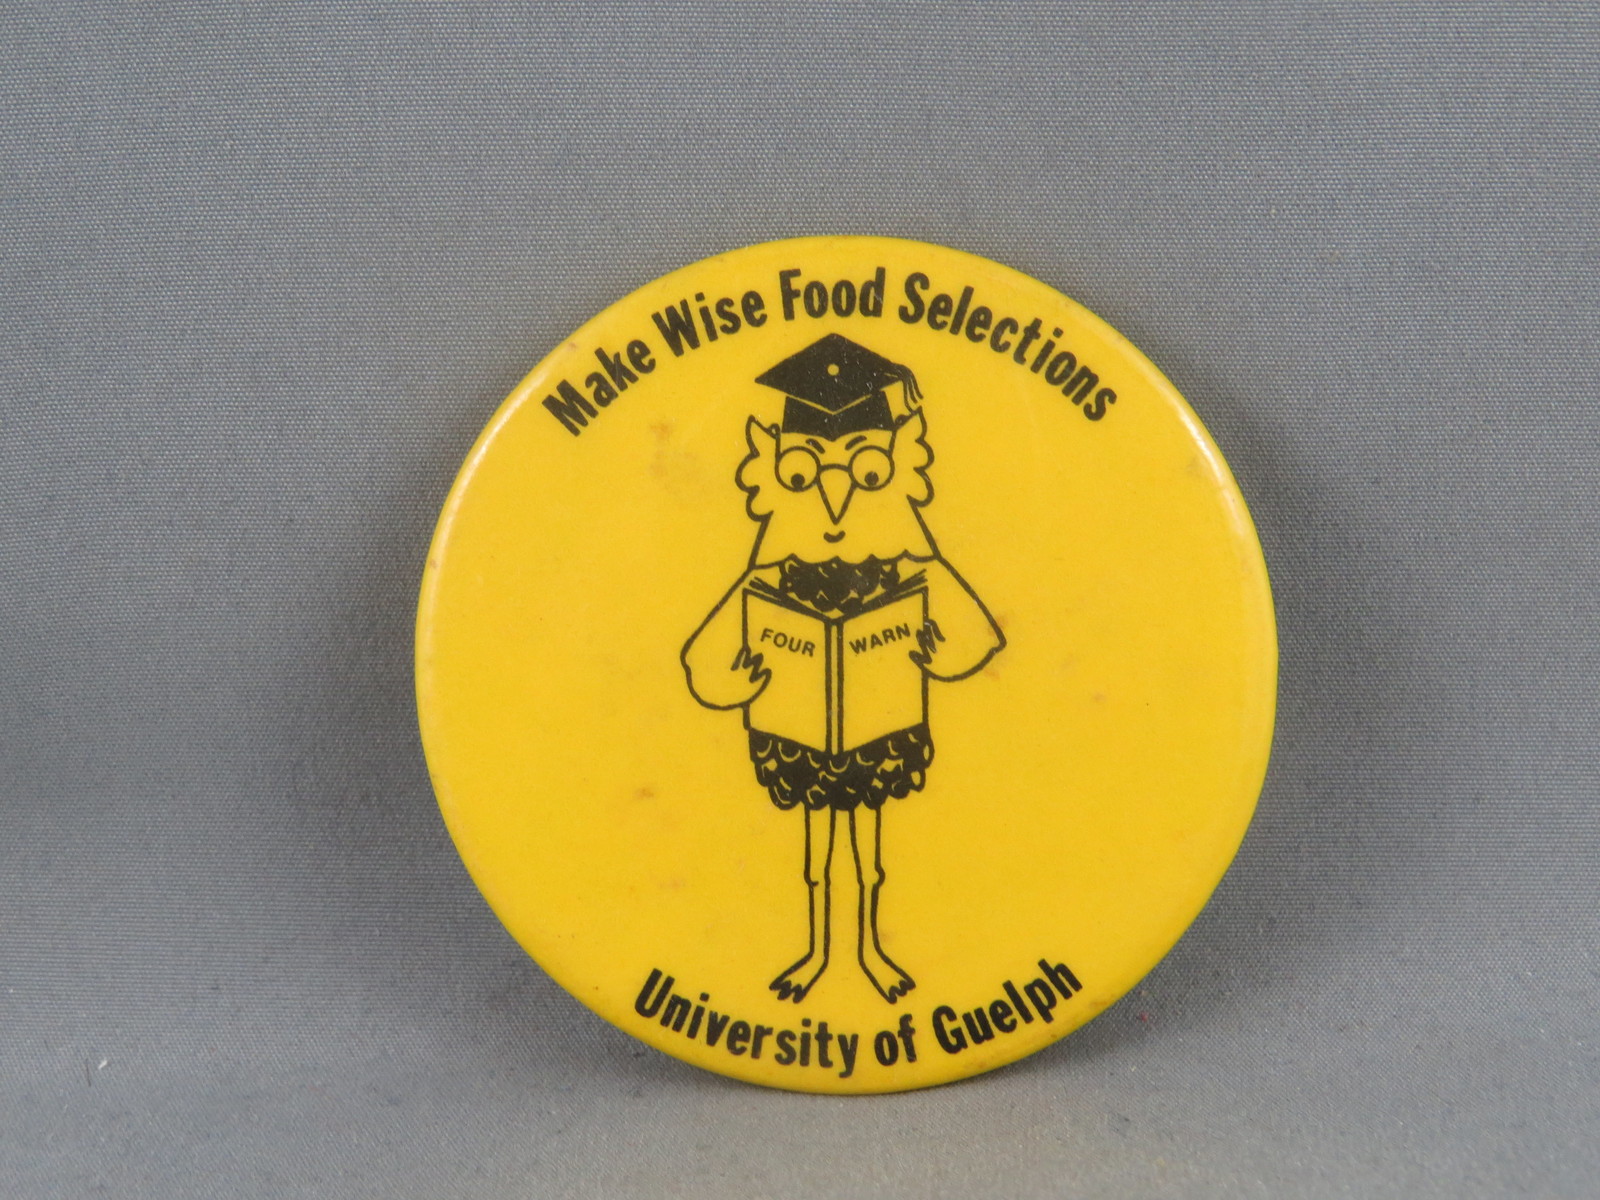 Make Wise Food Selections
FOUR WARN
University of Guelph